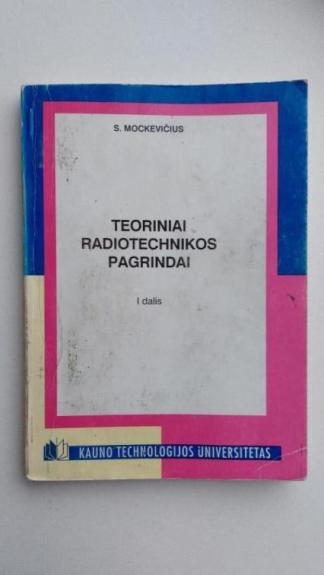 S. MOCKEVIČIUS
TEORINIAI
RADIOTECHNIKOS
PAGRINDAI
I dalis
KAUNO TECHNOLOGIJOS UNIVERSITETAS